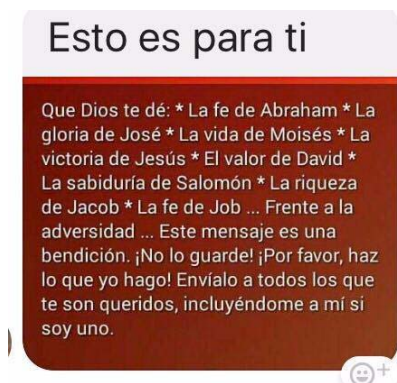 Esto es para ti
Que Dios te dé: * La fe de Abraham * La
gloria de José * La vida de Moisés * La
victoria de Jesús * El valor de David *
La sabiduría de Salomón * La riqueza
de Jacob * La fe de Job ... Frente a la
adversidad ... Este mensaje es una
bendición. ¡No lo guarde! ¡Por favor, haz
lo que yo hago! Envíalo a todos los que
te son queridos, incluyéndome a mí si
soy uno.